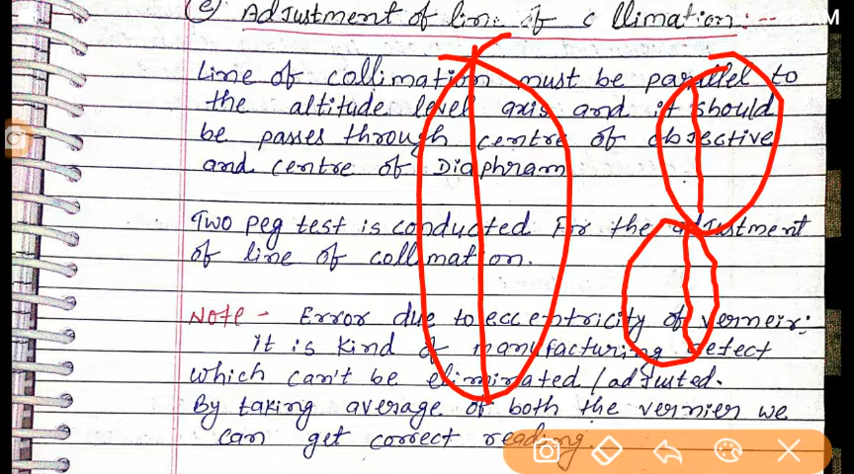 (e) Adjustment of line of collimation:--
Line of collimation must be parallel to
the altitude level axis and it should
be passes through centre of objective
and centre of Diaphram
Two peg test is conducted For the adjustment
of line of collimation.
Note - Error due to eccentricity of verneir:
it is Kind of manufacturing defect
which can't be eliminated / adjusted.
By taking average of both the vernier we
can get correct reading.
M